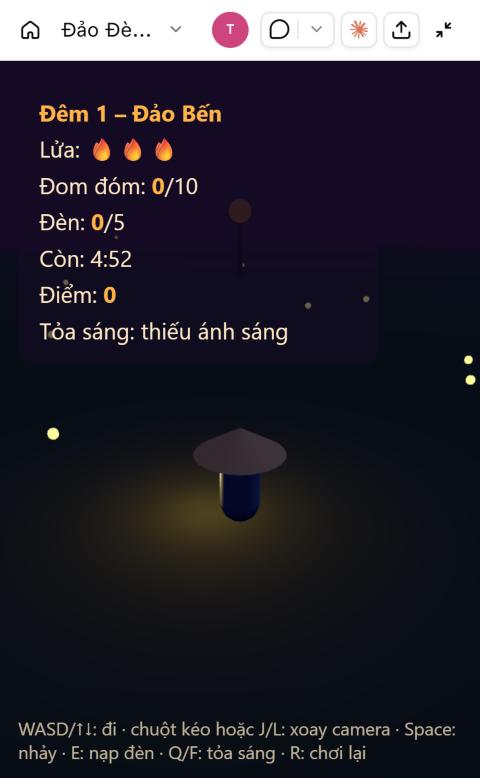 Đảo Đè...
T
Đêm 1 – Đảo Bến
Lửa: 🔥 🔥 🔥
Đom đóm: 0/10
Đèn: 0/5
Còn: 4:52
Điểm: 0
Tỏa sáng: thiếu ánh sáng
WASD/↑↓: đi · chuột kéo hoặc J/L: xoay camera · Space:
nhảy · E: nạp đèn · Q/F: tỏa sáng · R: chơi lại